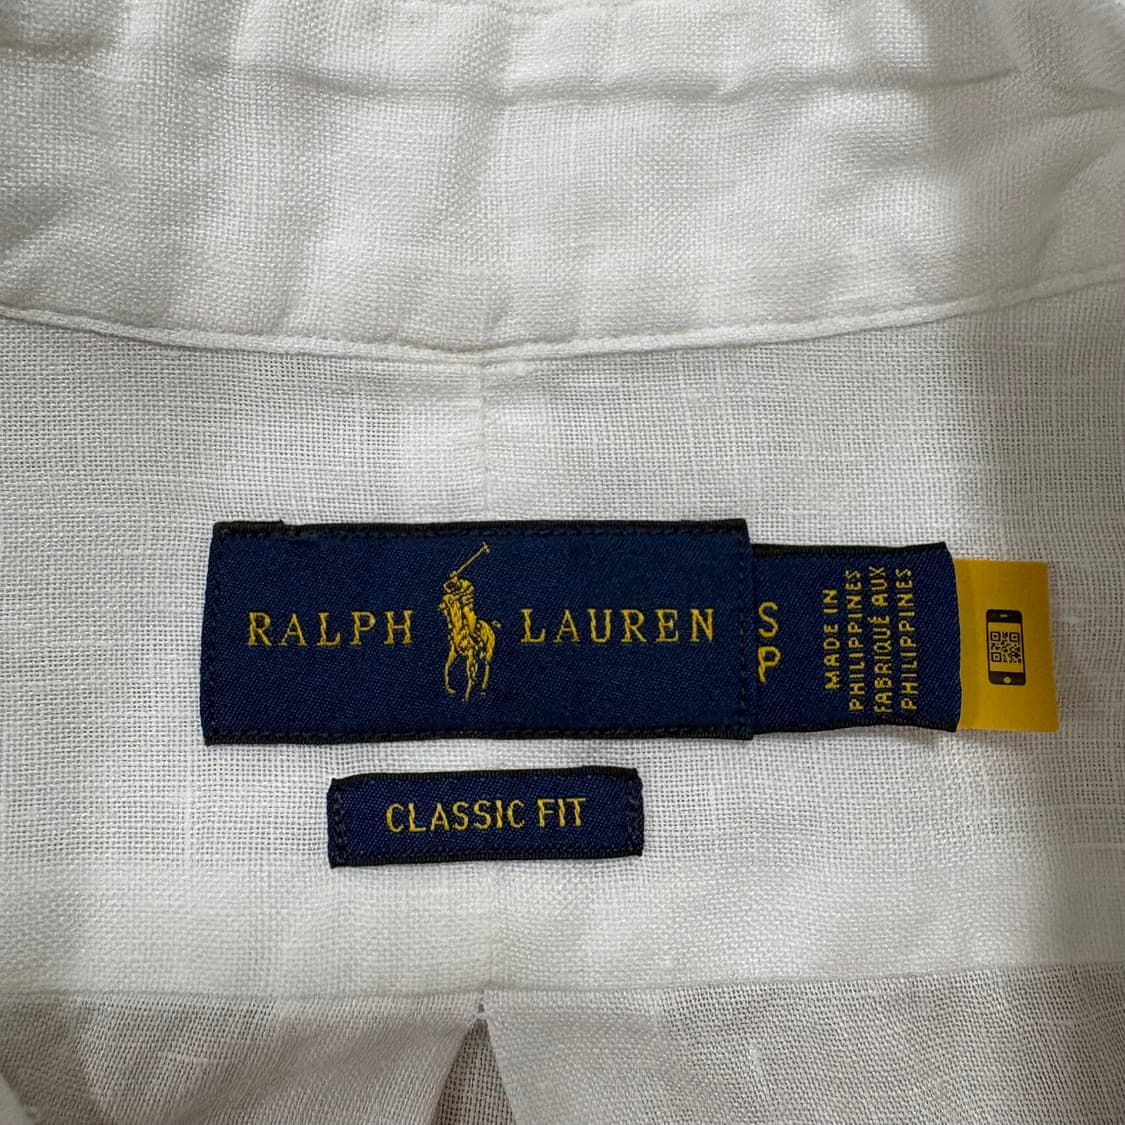 RALPH LAUREN
S
P
MADE IN
PHILIPPINES
FABRIQUÉ AUX
PHILIPPINES
CLASSIC FIT